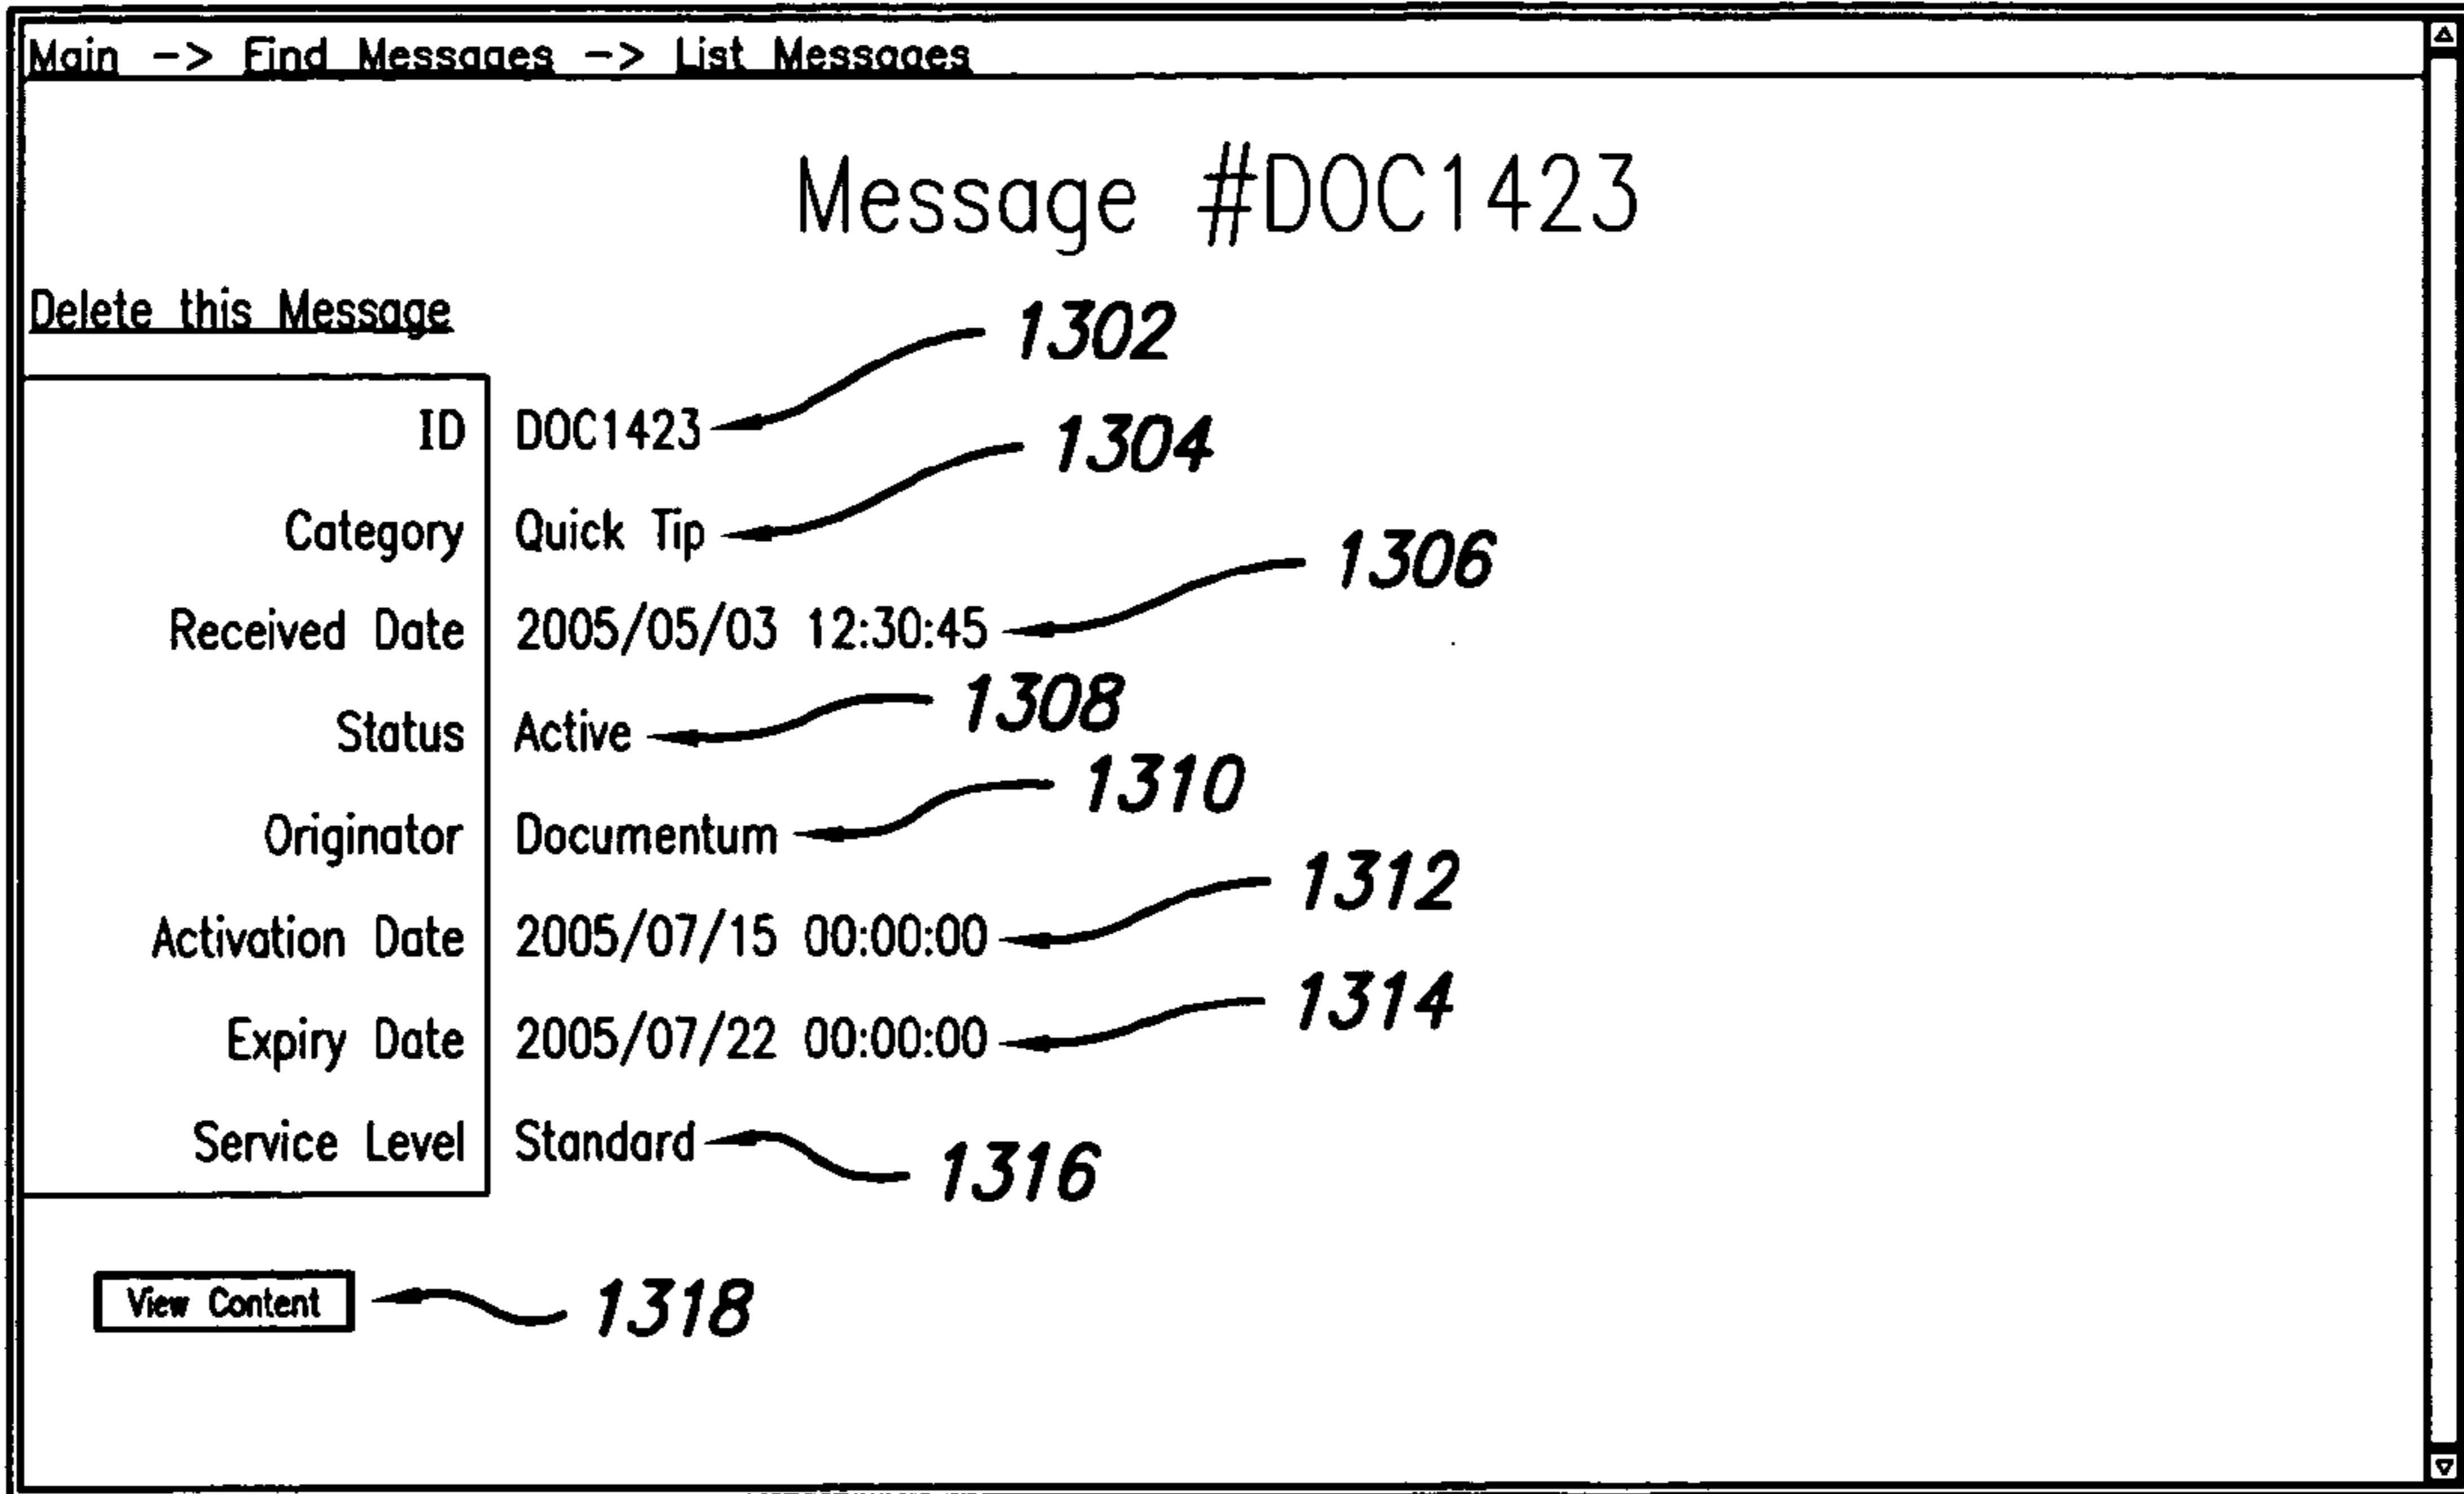 Main -> Find Messages -> List Messages
Message #DOC1423
Delete this Message
1302
ID DOC1423
1304
Category Quick Tip
1306
Received Date 2005/05/03 12:30:45
1308
Status Active
1310
Originator Documentum
1312
Activation Date 2005/07/15 00:00:00
1314
Expiry Date 2005/07/22 00:00:00
Service Level Standard
1316
View Content 1318